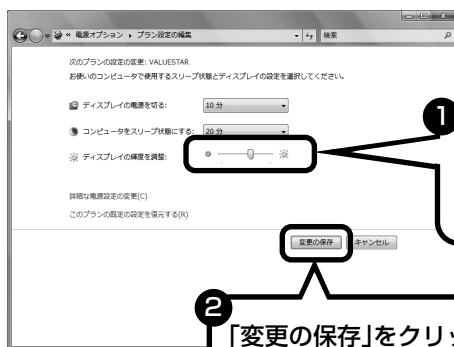 « 電源オプション ▸ プラン設定の編集
検索
次のプランの設定の変更: VALUESTAR
お使いのコンピュータで使用するスリープ状態とディスプレイの設定を選択してください。
ディスプレイの電源を切る: 10 分
コンピュータをスリープ状態にする: 20 分
ディスプレイの輝度を調整:
1
詳細な電源設定の変更(C)
このプランの既定の設定を復元する(R)
変更の保存 キャンセル
2
「変更の保存」をクリッ